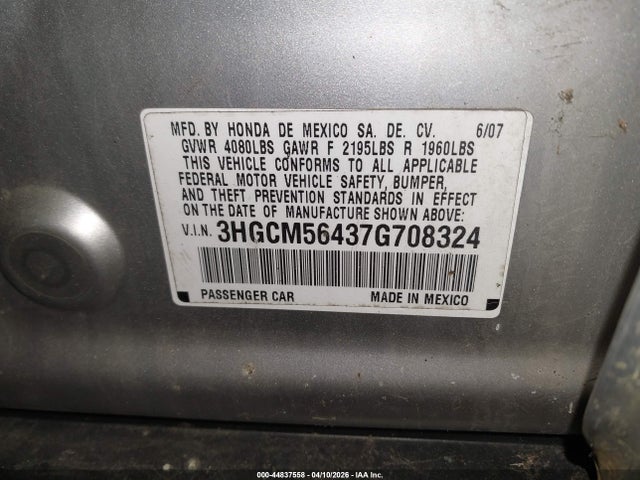 MFD. BY HONDA DE MEXICO SA. DE. CV. 6/07
GVWR 4080LBS GAWR F 2195LBS R 1960LBS
THIS VEHICLE CONFORMS TO ALL APPLICABLE
FEDERAL MOTOR VEHICLE SAFETY, BUMPER,
AND THEFT PREVENTION STANDARDS IN EFFECT
ON THE DATE OF MANUFACTURE SHOWN ABOVE:
V.I.N. 3HGCM56437G708324
PASSENGER CAR MADE IN MEXICO
000-44837558 - 04/10/2026 - IAA Inc.